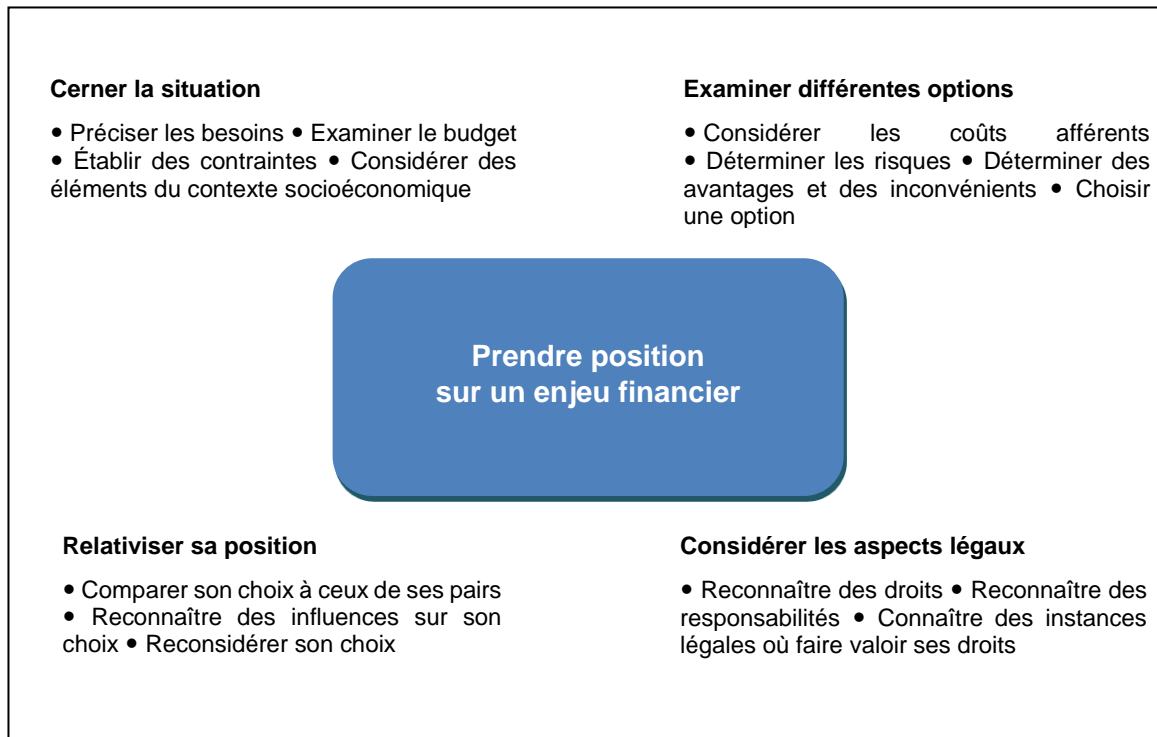 Cerner la situation
• Préciser les besoins • Examiner le budget
• Établir des contraintes • Considérer des
éléments du contexte socioéconomique
Examiner différentes options
• Considérer les coûts afférents
• Déterminer les risques • Déterminer des
avantages et des inconvénients • Choisir
une option
Prendre position
sur un enjeu financier
Relativiser sa position
• Comparer son choix à ceux de ses pairs
• Reconnaître des influences sur son
choix • Reconsidérer son choix
Considérer les aspects légaux
• Reconnaître des droits • Reconnaître des
responsabilités • Connaître des instances
légales où faire valoir ses droits